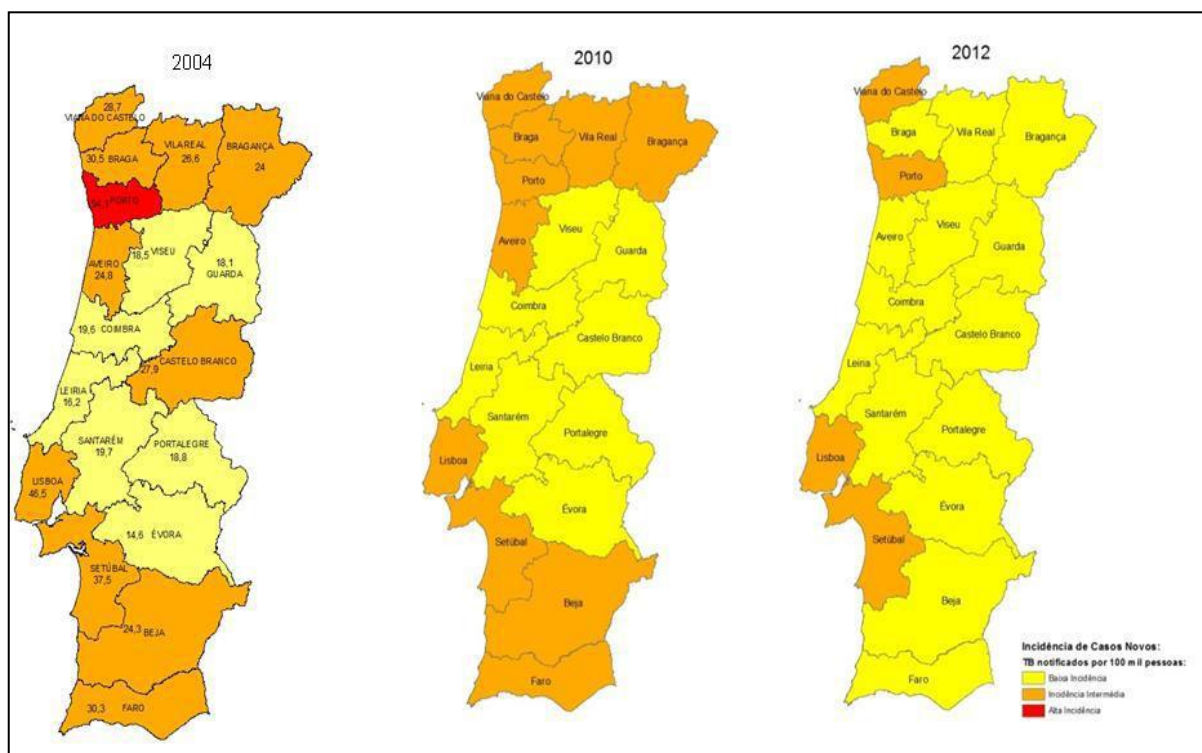 2004
28,7
VIANA DO CASTELO
30,5 BRAGA
VILA REAL
26,6
BRAGANÇA
24
PORTO
AVEIRO
24,8
18,5 VISEU
18,1
GUARDA
19,6 COIMBRA
CASTELO BRANCO
27,9
LEIRIA
16,2
SANTARÉM
19,7
PORTALEGRE
18,8
LISBOA
46,5
14,6 ÉVORA
SETÚBAL
37,5
24,3 BEJA
30,3 FARO
2010
Viana do Castelo
Braga
Vila Real
Bragança
Porto
Aveiro
Viseu
Guarda
Coimbra
Castelo Branco
Leiria
Santarém
Portalegre
Lisboa
Évora
Setúbal
Beja
Faro
2012
Viana do Castelo
Braga
Vila Real
Bragança
Porto
Aveiro
Viseu
Guarda
Coimbra
Castelo Branco
Leiria
Santarém
Portalegre
Lisboa
Évora
Setúbal
Beja
Faro
Incidência de Casos Novos:
TB notificados por 100 mil pessoas:
Baixa Incidência
Incidência Intermédia
Alta Incidência